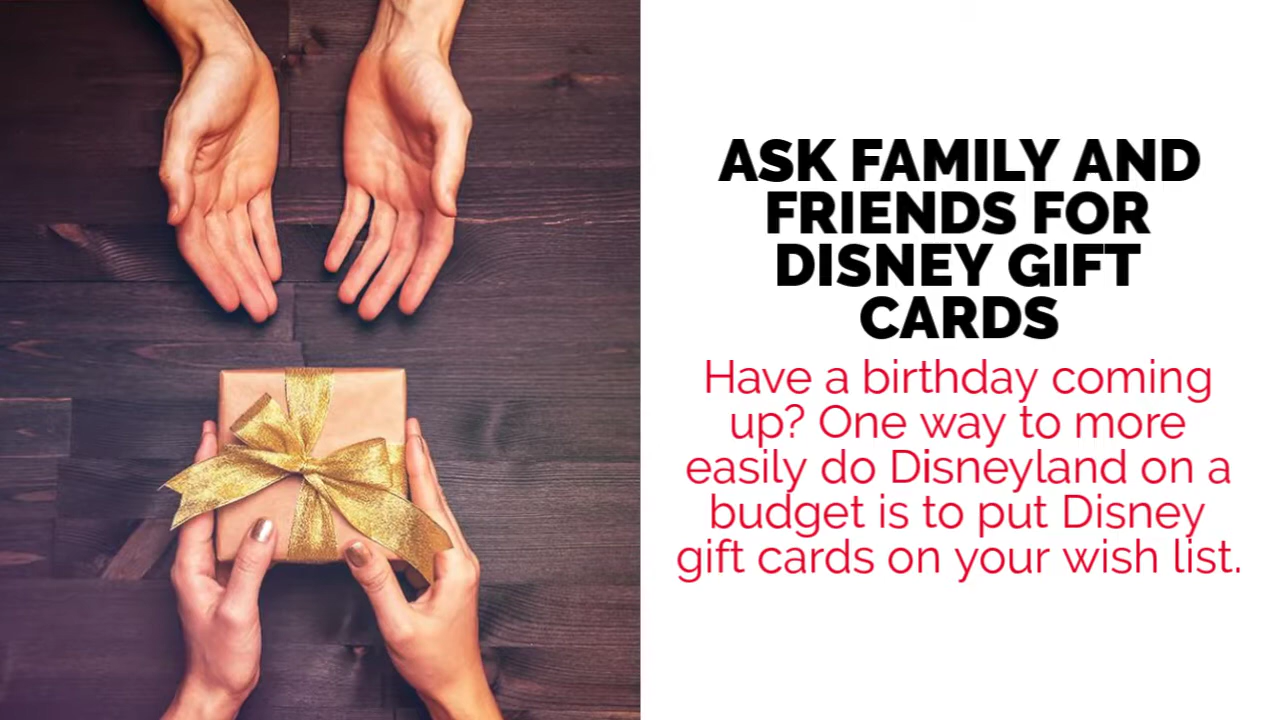 ASK FAMILY AND
FRIENDS FOR
DISNEY GIFT
CARDS
Have a birthday coming
up? One way to more
easily do Disneyland on a
budget is to put Disney
gift cards on your wish list.